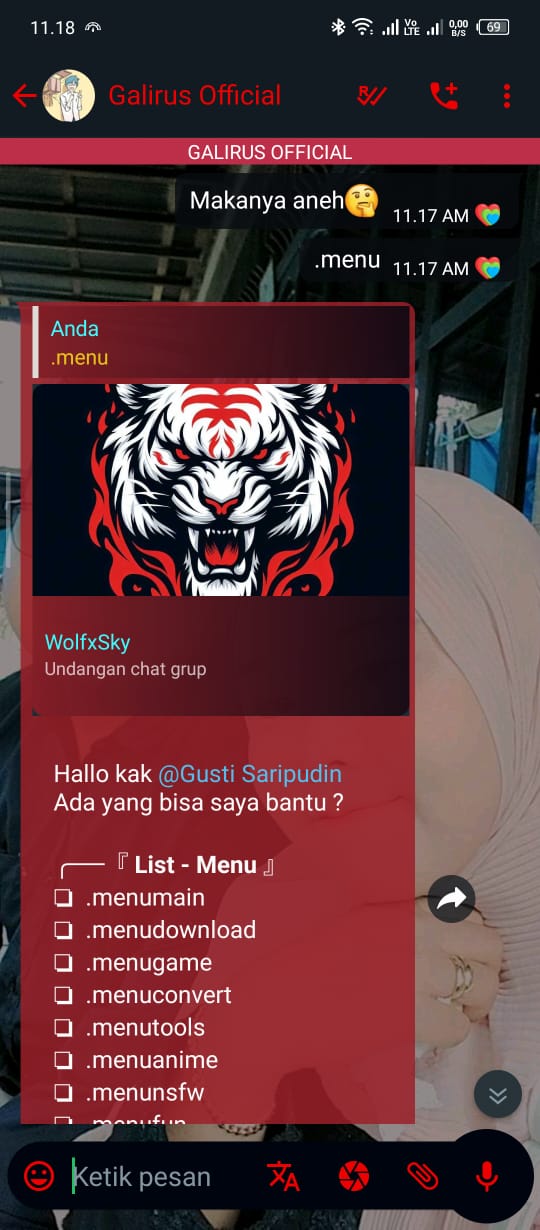 11.18
Vo
LTE
0,00
B/S
69
Galirus Official
GALIRUS OFFICIAL
Makanya aneh🤔 11.17 AM
.menu 11.17 AM
Anda
.menu
WolfxSky
Undangan chat grup
Hallo kak @Gusti Saripudin
Ada yang bisa saya bantu ?
╭──『 List - Menu 』
❏ .menumain
❏ .menudownload
❏ .menugame
❏ .menuconvert
❏ .menutools
❏ .menuanime
❏ .menunsfw
❏ .menufun
Ketik pesan